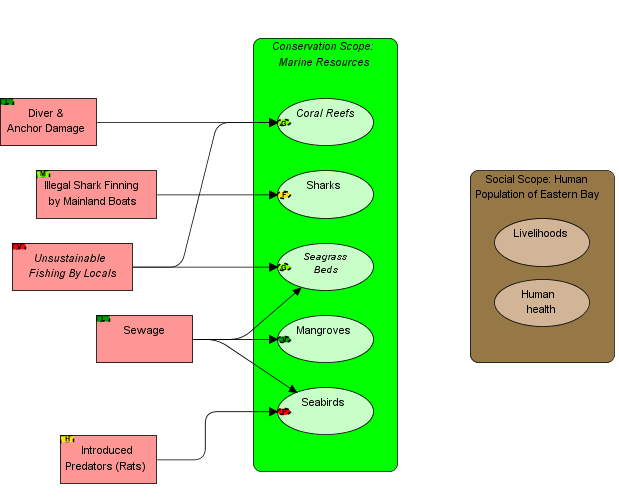 Conservation Scope:
Marine Resources
Diver &
Anchor Damage
Coral Reefs
Illegal Shark Finning
by Mainland Boats
Sharks
Unsustainable
Fishing By Locals
Seagrass
Beds
Sewage
Mangroves
Seabirds
Introduced
Predators (Rats)
Social Scope: Human
Population of Eastern Bay
Livelihoods
Human
health